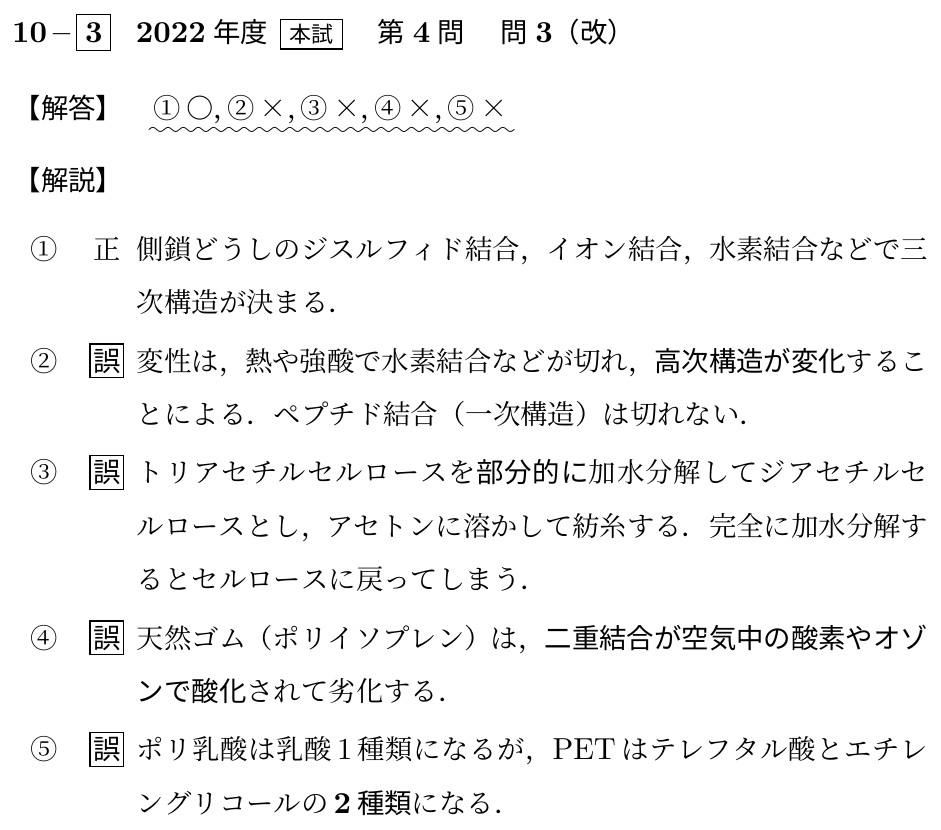 10－3 2022 年度 本試 第 4 問 問 3（改）
【解答】 ① ○, ② ×, ③ ×, ④ ×, ⑤ ×
【解説】
① 正 側鎖どうしのジスルフィド結合，イオン結合，水素結合などで三
次構造が決まる．
② 誤 変性は，熱や強酸で水素結合などが切れ，高次構造が変化するこ
とによる．ペプチド結合（一次構造）は切れない．
③ 誤 トリアセチルセルロースを部分的に加水分解してジアセチルセ
ルロースとし，アセトンに溶かして紡糸する．完全に加水分解す
るとセルロースに戻ってしまう．
④ 誤 天然ゴム（ポリイソプレン）は，二重結合が空気中の酸素やオゾ
ンで酸化されて劣化する．
⑤ 誤 ポリ乳酸は乳酸 1 種類になるが，PET はテレフタル酸とエチレ
ングリコールの 2 種類になる．